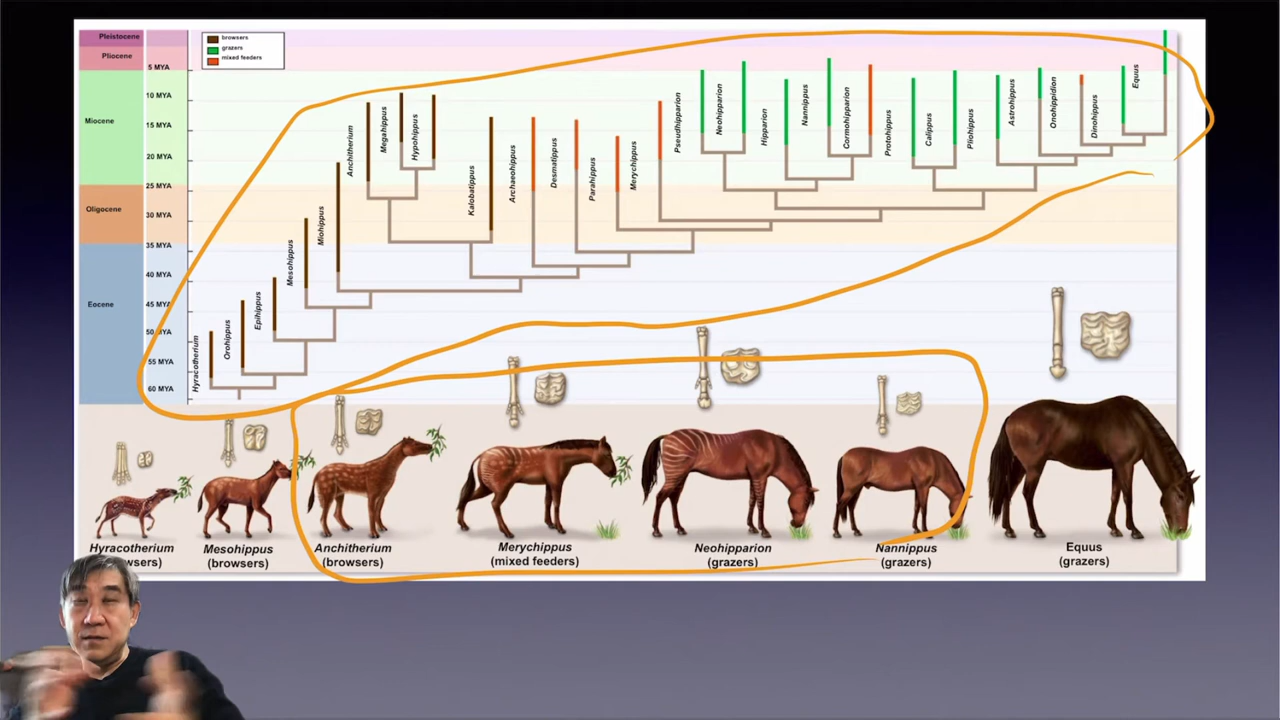 Pleistocene
Pliocene
Miocene
Oligocene
Eocene
5 MYA
10 MYA
15 MYA
20 MYA
25 MYA
30 MYA
35 MYA
40 MYA
45 MYA
50 MYA
55 MYA
60 MYA
browsers
grazers
mixed feeders
Hyracotherium
Orohippus
Epihippus
Mesohippus
Miohippus
Anchitherium
Megahippus
Hypohippus
Kalobatippus
Archaeohippus
Desmatippus
Parahippus
Merychippus
Pseudhipparion
Neohipparion
Hipparion
Nannippus
Cormohipparion
Protohippus
Calippus
Pliohippus
Astrohippus
Onohippidion
Dinohippus
Equus
Hyracotherium
wsers)
Mesohippus
(browsers)
Anchitherium
(browsers)
Merychippus
(mixed feeders)
Neohipparion
(grazers)
Nannippus
(grazers)
Equus
(grazers)